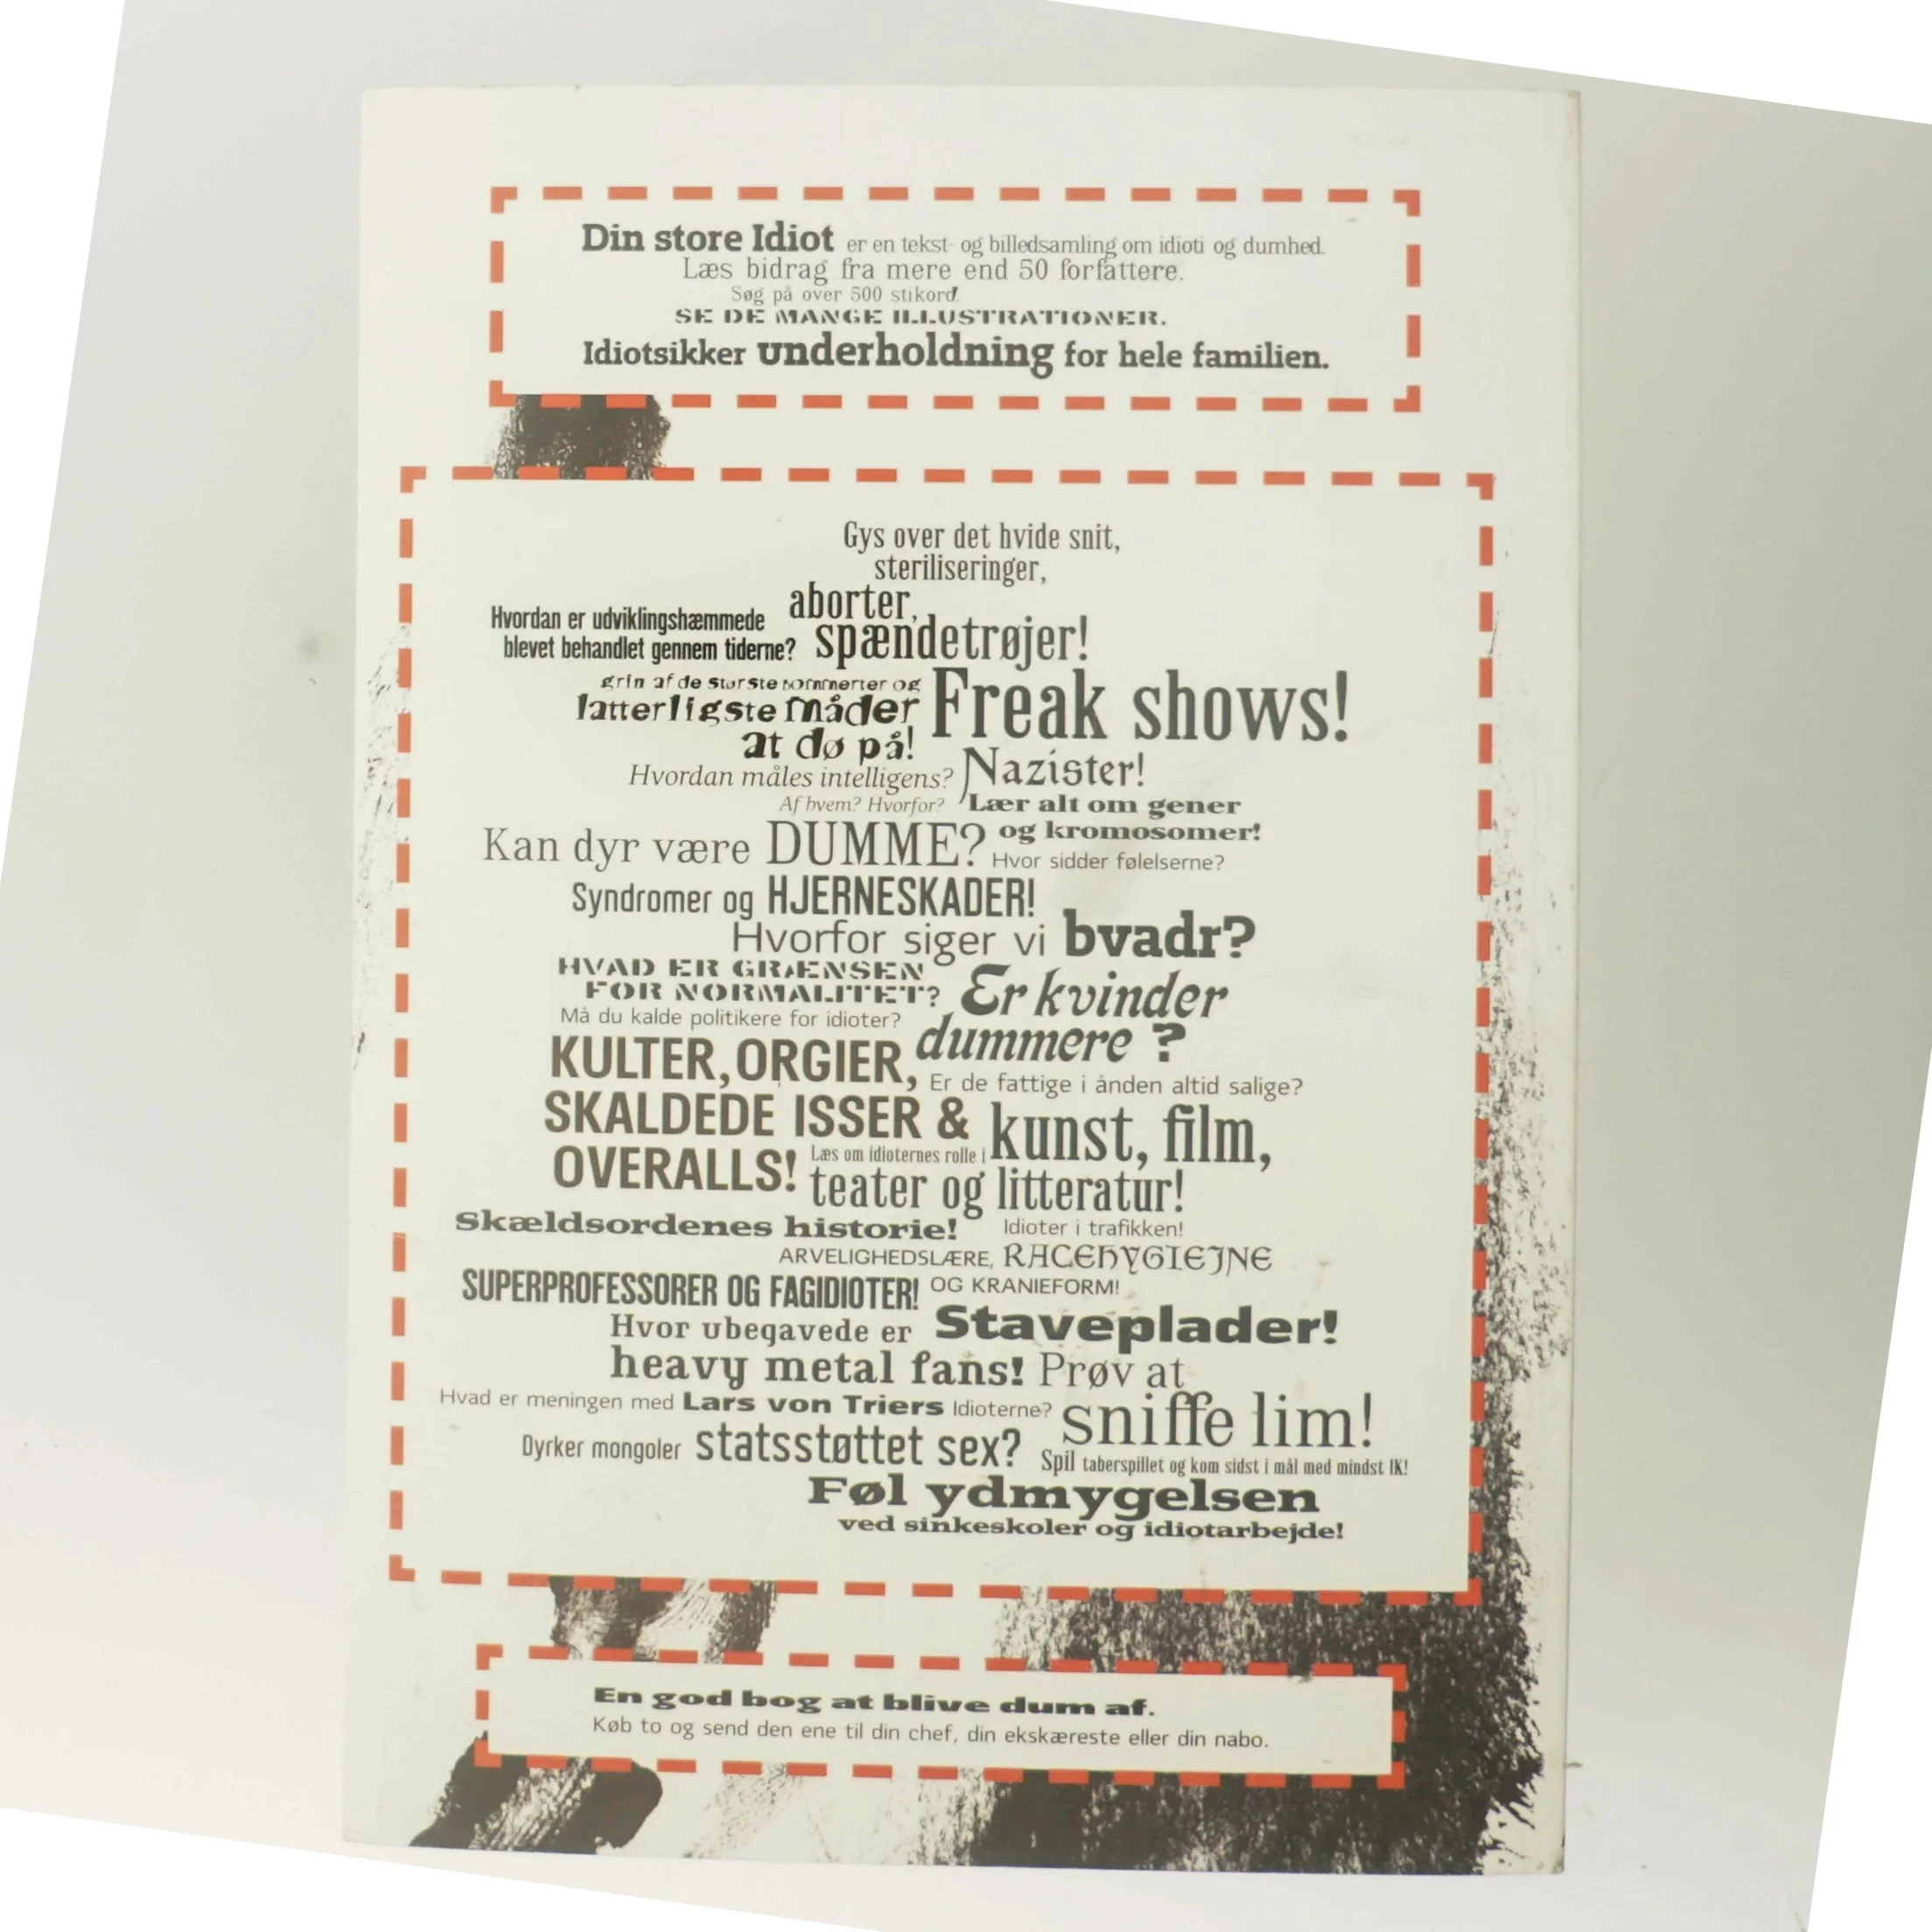 Din store Idiot er en tekst- og billedsamling om idioti og dumhed.
Læs bidrag fra mere end 50 forfattere.
Søg på over 500 stikord.
SE DE MANGE ILLUSTRATIONER.
Idiotsikker underholdning for hele familien.
Gys over det hvide snit,
steriliseringer,
aborter,
spændetrøjer!
Hvordan er udviklingshæmmede
blevet behandlet gennem tiderne?
Freak shows!
grin af de største tommerter og
latterligste måder
at dø på!
Nazister!
Hvordan måles intelligens?
Af hvem? Hvorfor?
Lær alt om gener
og kromosomer!
Kan dyr være DUMME?
Hvor sidder følelserne?
Syndromer og HJERNESKADER!
Hvorfor siger vi bvadr?
HVAD ER GRÆNSEN
FOR NORMALITET?
Er kvinder
dummere ?
Må du kalde politikere for idioter?
KULTER, ORGIER,
SKALDEDE ISSER &
OVERALLS!
Er de fattige i ånden altid salige?
Læs om idioternes rolle i kunst, film,
teater og litteratur!
Skældsordenes historie!
Idioter i trafikken!
ARVELIGHEDSLÆRE, RACEHYGIEJNE
OG KRANIEFORM!
SUPERPROFESSORER OG FAGIDIOTER!
Staveplader!
Hvor ubegavede er
heavy metal fans!
Prøv at
sniffe lim!
Hvad er meningen med Lars von Triers Idioterne?
Dyrker mongoler statsstøttet sex?
Spil taberspillet og kom sidst i mål med mindst IK!
Føl ydmygelsen
ved sinkeskoler og idiotarbejde!
En god bog at blive dum af.
Køb to og send den ene til din chef, din ekskæreste eller din nabo.